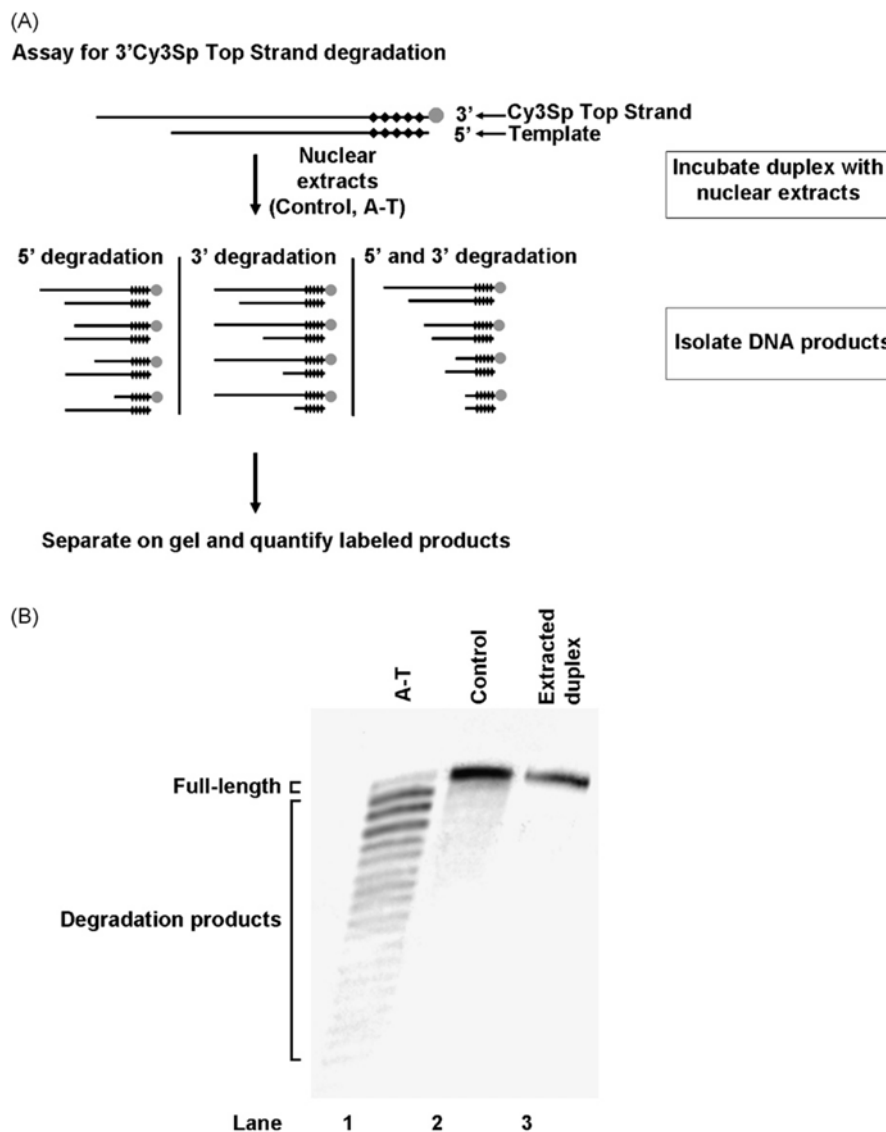 (A)
Assay for 3'Cy3Sp Top Strand degradation
3' Cy3Sp Top Strand
5' Template
Nuclear
extracts
(Control, A-T)
Incubate duplex with
nuclear extracts
5' degradation
3' degradation
5' and 3' degradation
Isolate DNA products
Separate on gel and quantify labeled products
(B)
A-T
Control
Extracted
duplex
Full-length
Degradation products
Lane 1 2 3